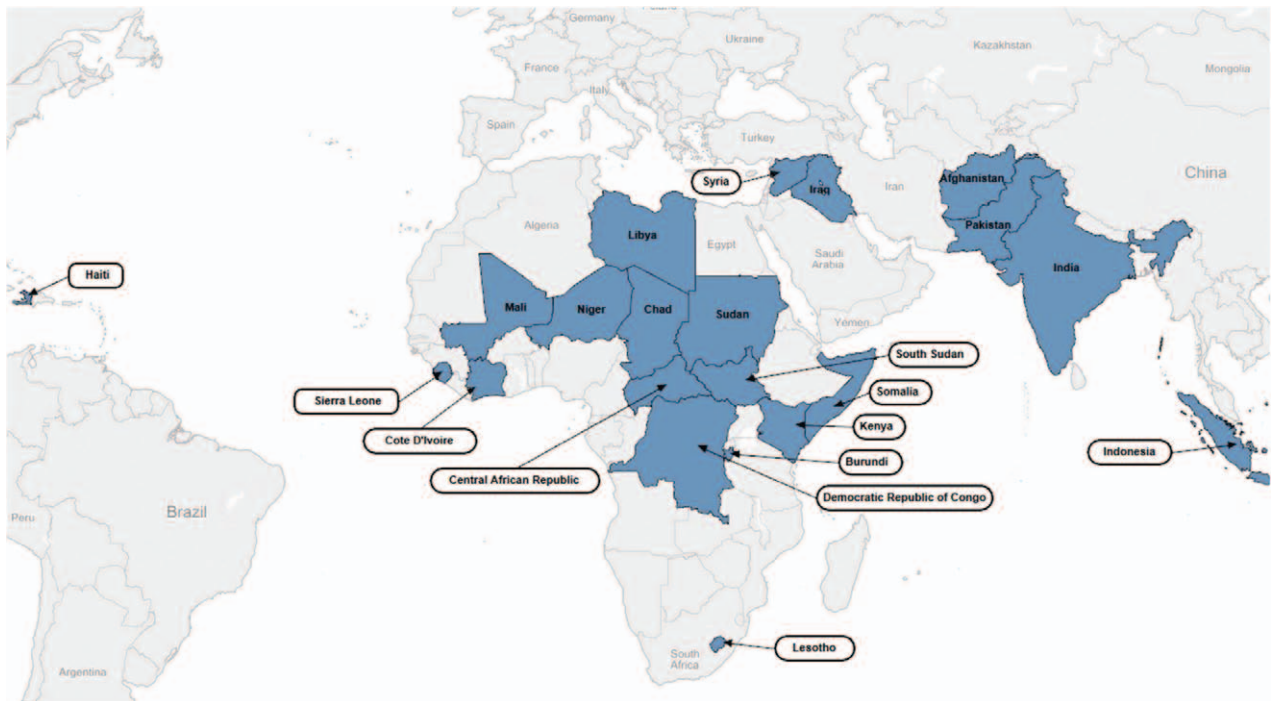 Germany
Ukraine
Kazakhstan
Mongolia
France
Italy
Spain
Turkey
China
Syria
Iraq
Iran
Afghanistan
Pakistan
India
Algeria
Libya
Egypt
Saudi
Arabia
Yemen
Haiti
Mali
Niger
Chad
Sudan
South Sudan
Somalia
Sierra Leone
Kenya
Cote D'Ivoire
Burundi
Indonesia
Central African Republic
Democratic Republic of Congo
Peru
Brazil
Lesotho
South
Africa
Argentina